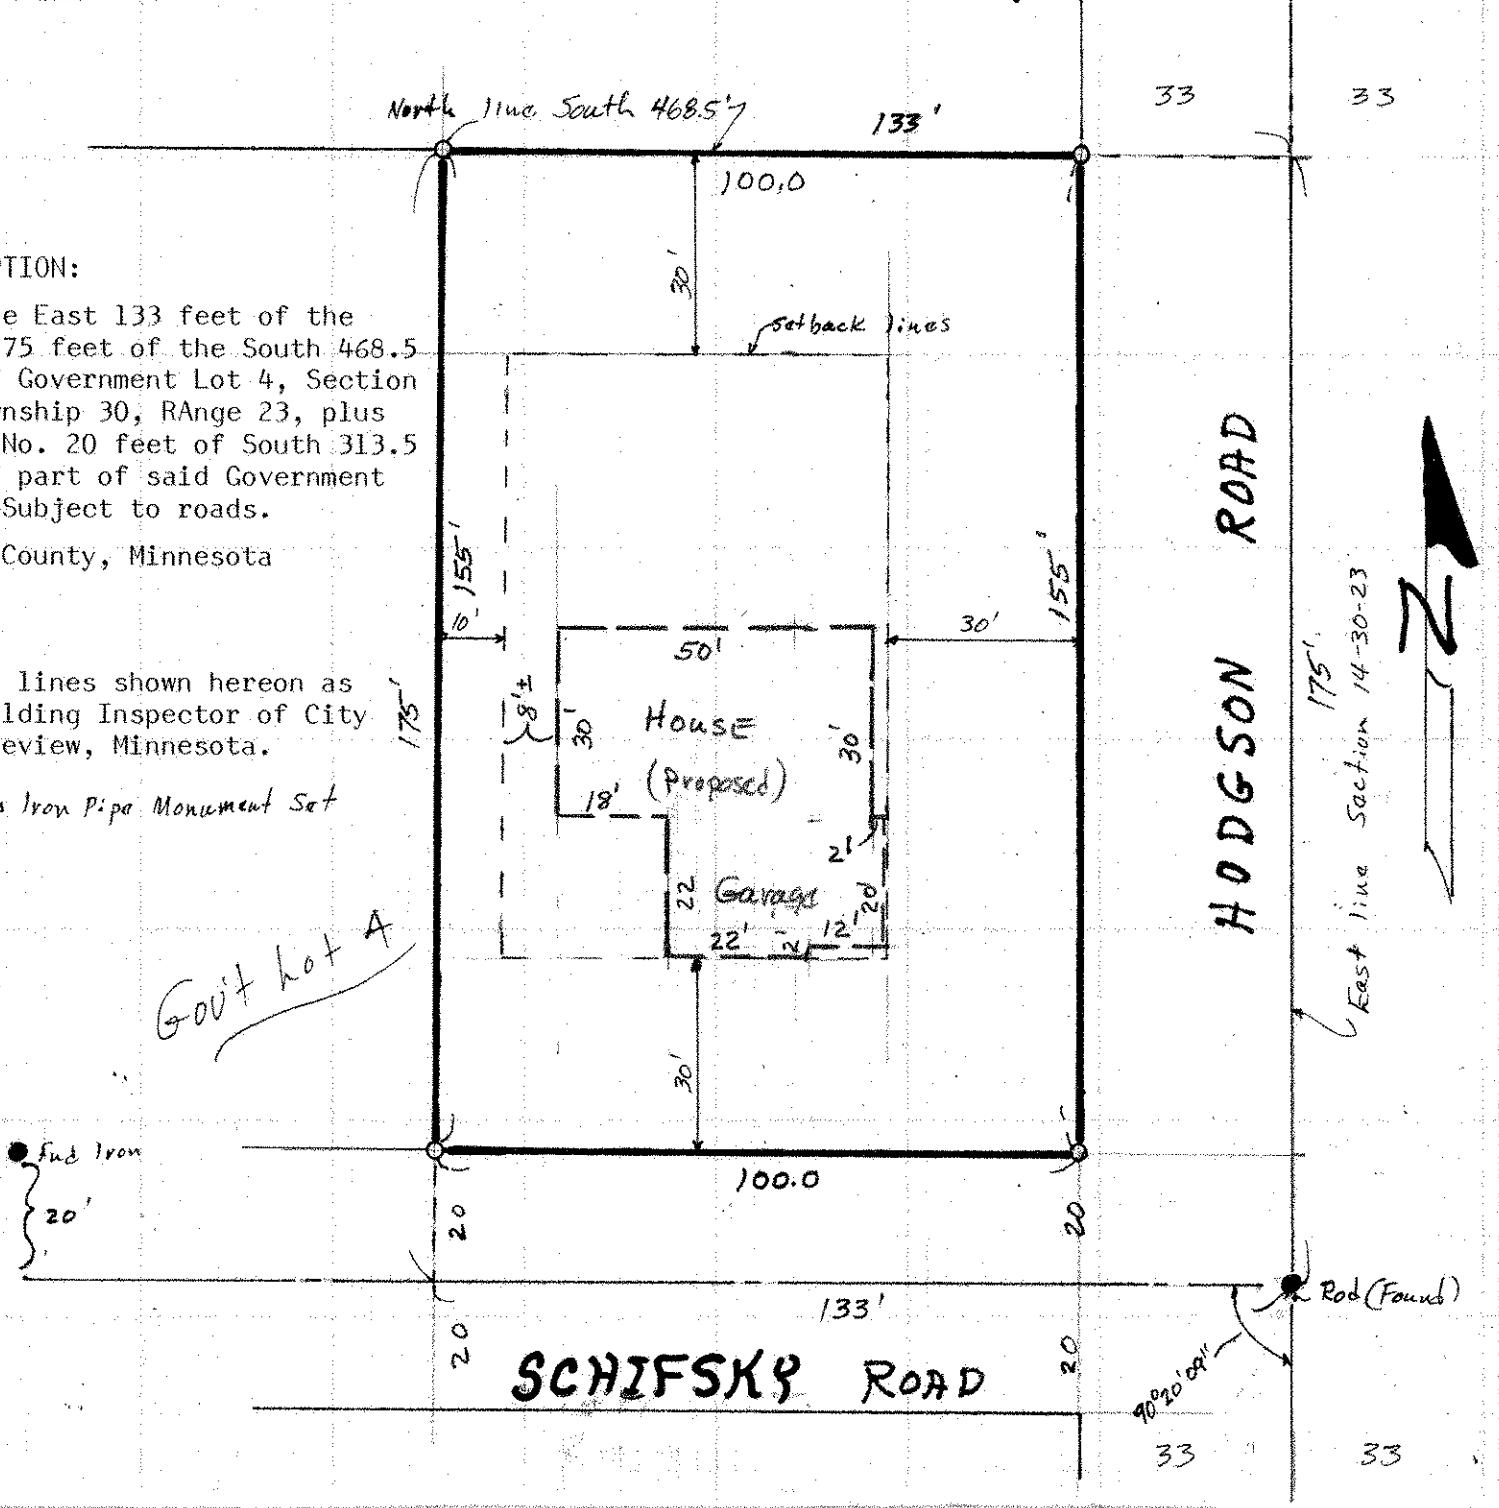 33
33
North line South 468.5'
133'
100.0
TION:
e East 133 feet of the
75 feet of the South 468.5
Government Lot 4, Section
nship 30, RAnge 23, plus
No. 20 feet of South 313.5
part of said Government
Subject to roads.
County, Minnesota
30'
setback lines
155'
155'
10'
30'
50'
lines shown hereon as
lding Inspector of City
eview, Minnesota.
s Iron Pipe Monument Set
175'
8'±
30'
House
(Proposed)
30'
18'
2'
22
Garage
20'
22'
2
12'
HODGSON ROAD
175'
East line Section 14-30-23
N
Gov't Lot 4
30'
Fnd Iron
20'
100.0
20
20
133'
Rod (Found)
20
20
SCHIFSKY ROAD
90°20'09"
33
33